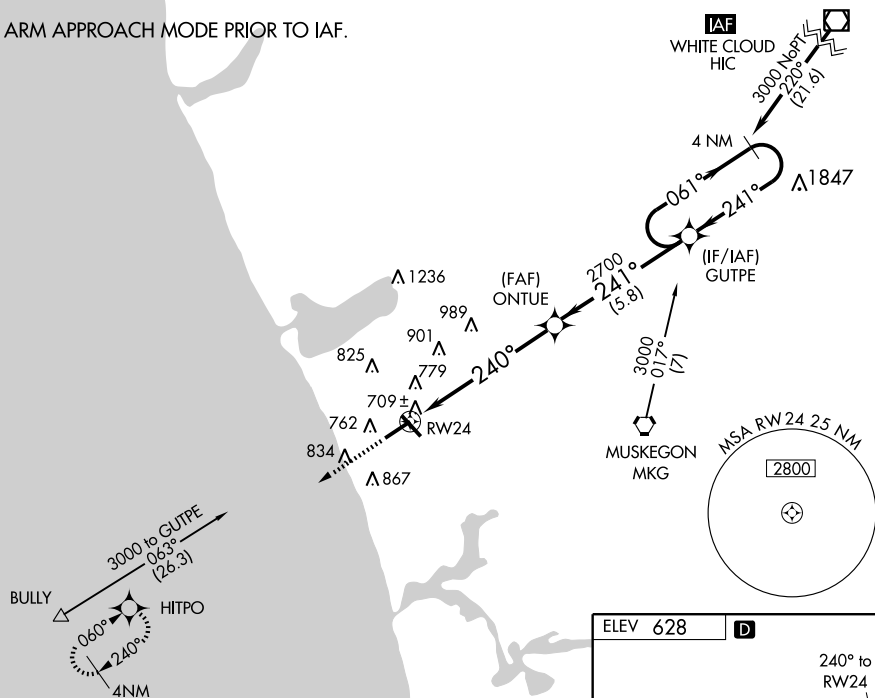 ARM APPROACH MODE PRIOR TO IAF.
IAF
WHITE CLOUD
HIC
3000 NoPT
220°
(21.6)
4 NM
061°
241°
1847
(IF/IAF)
GUTPE
2700
241°
(5.8)
(FAF)
ONTUE
1236
989
901
825
779
240°
709±
762
RW24
834
867
3000
017°
(7)
MUSKEGON
MKG
MSA RW24 25 NM
2800
3000 to GUTPE
063°
(26.3)
BULLY
HITPO
060°
240°
4NM
ELEV 628 D
240° to
RW24